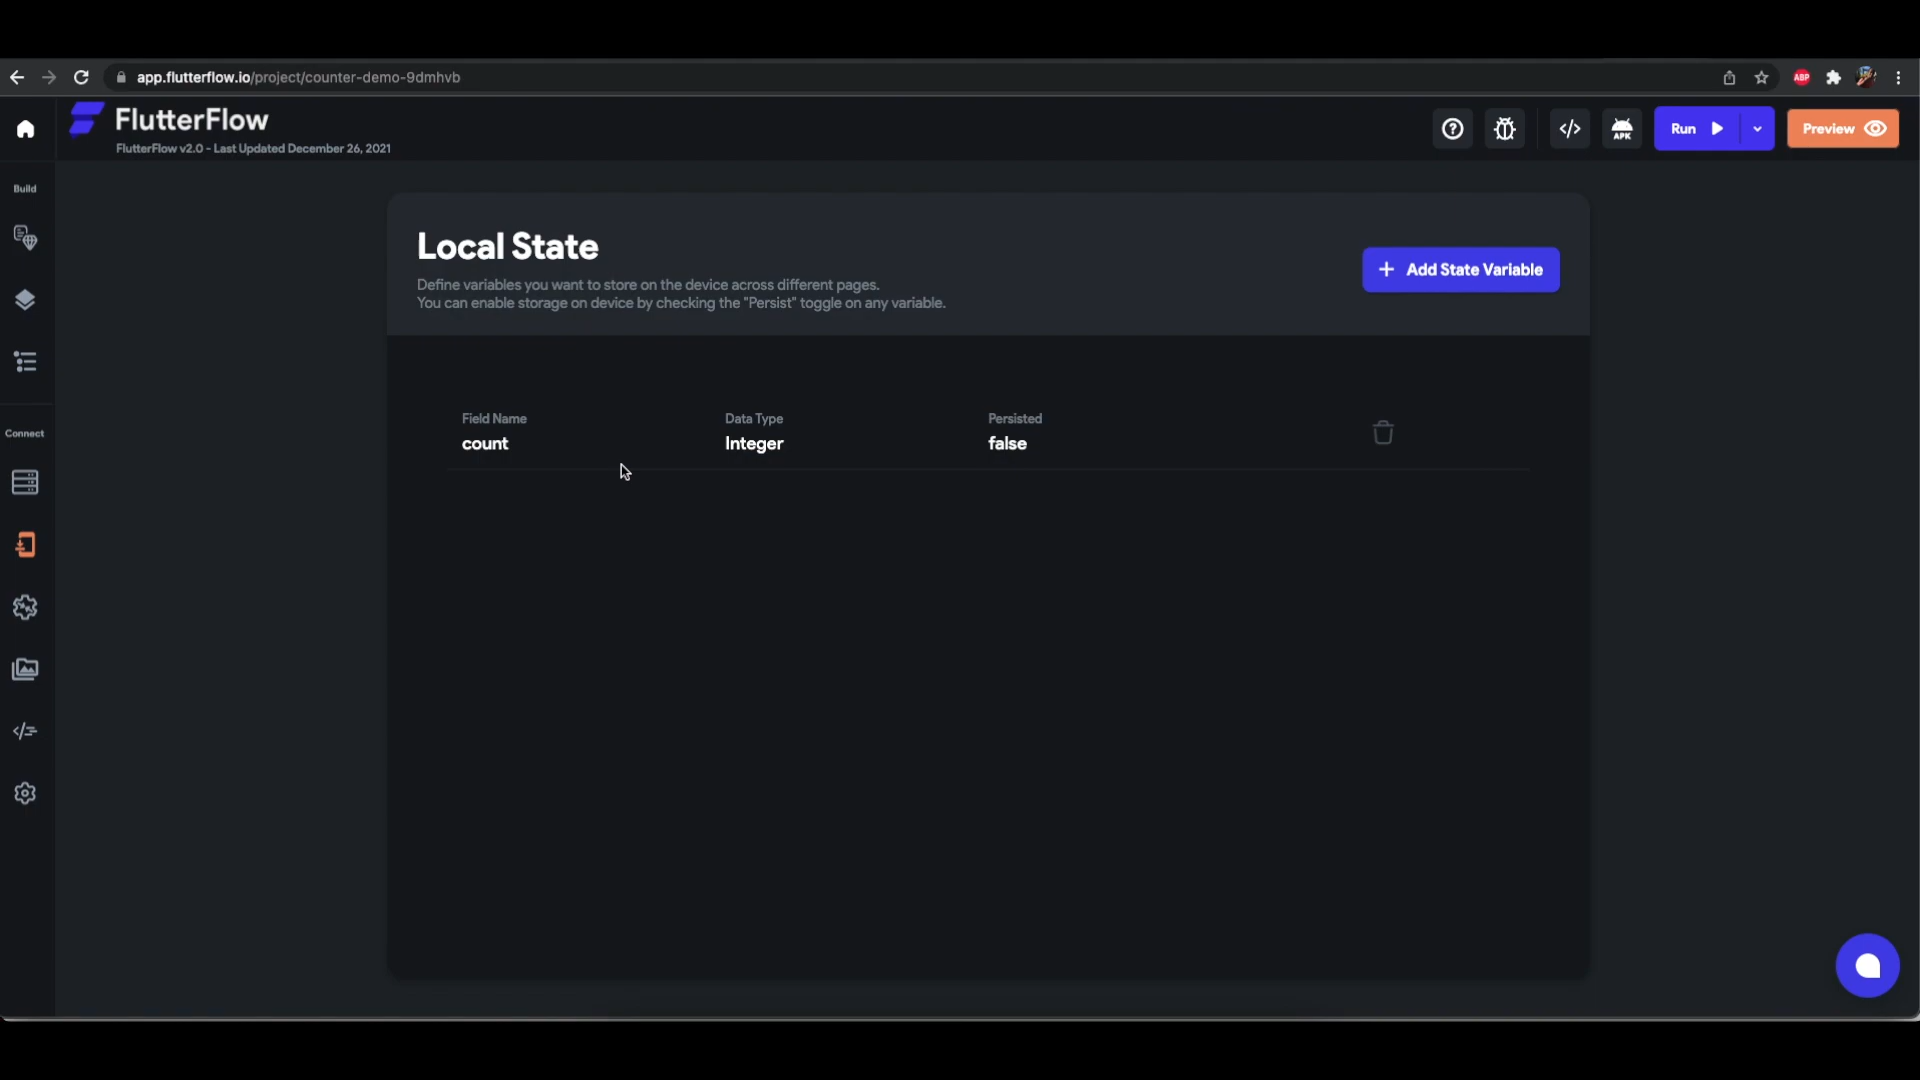 app.flutterflow.io/project/counter-demo-9dmhvb
ABP
FlutterFlow
FlutterFlow v2.0 - Last Updated December 26, 2021
APK
Run
Preview
Build
Local State
Define variables you want to store on the device across different pages.
You can enable storage on device by checking the "Persist" toggle on any variable.
+ Add State Variable
Field Name
Data Type
Persisted
count
Integer
false
Connect